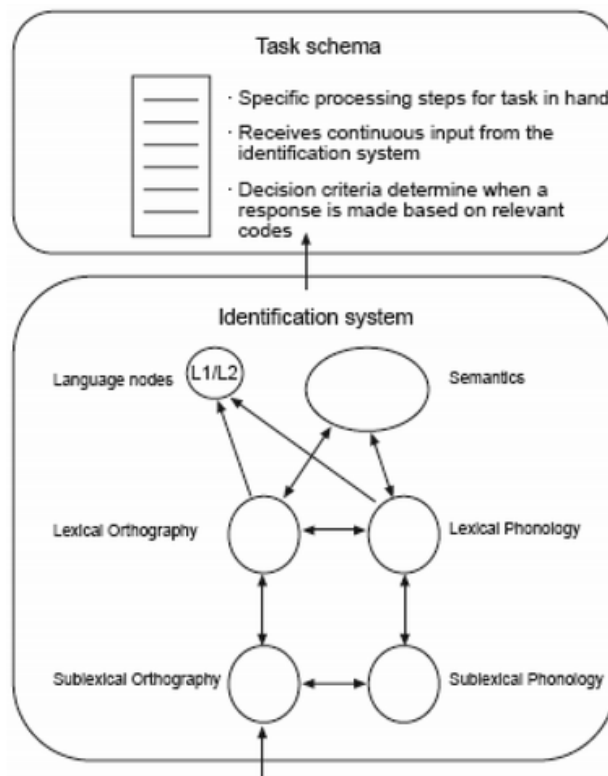 Task schema
· Specific processing steps for task in hand
· Receives continuous input from the
identification system
· Decision criteria determine when a
response is made based on relevant
codes
Identification system
Language nodes
L1/L2
Semantics
Lexical Orthography
Lexical Phonology
Sublexical Orthography
Sublexical Phonology